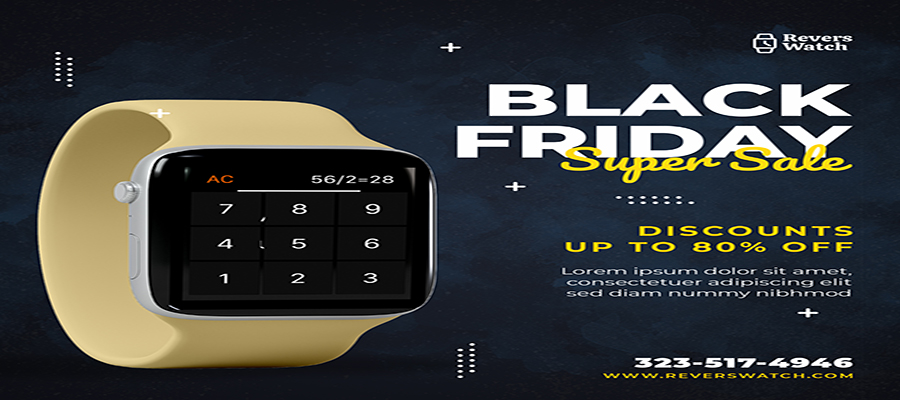 Revers
Watch
BLACK
FRIDAY
Super Sale
AC 56/2=28
7 8 9
4 5 6
1 2 3
DISCOUNTS
UP TO 80% OFF
Lorem ipsum dolor sit amet,
consectetuer adipiscing elit
sed diam nummy nibhmod
323-517-4946
WWW.REVERSWATCH.COM